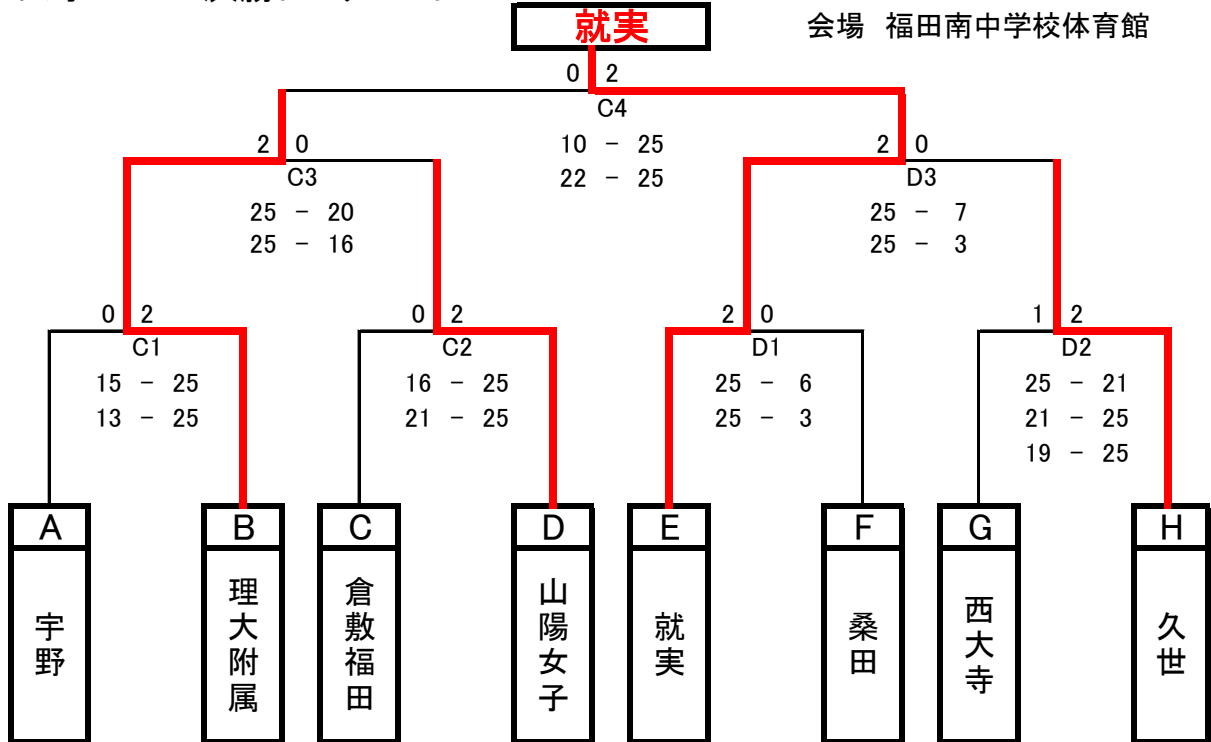 就実
会場 福田南中学校体育館
0 2
C4
10 - 25
22 - 25
2 0
C3
25 - 20
25 - 16
2 0
D3
25 - 7
25 - 3
0 2
C1
15 - 25
13 - 25
0 2
C2
16 - 25
21 - 25
2 0
D1
25 - 6
25 - 3
1 2
D2
25 - 21
21 - 25
19 - 25
A
B
C
D
E
F
G
H
宇野
理大附属
倉敷福田
山陽女子
就実
桑田
西大寺
久世